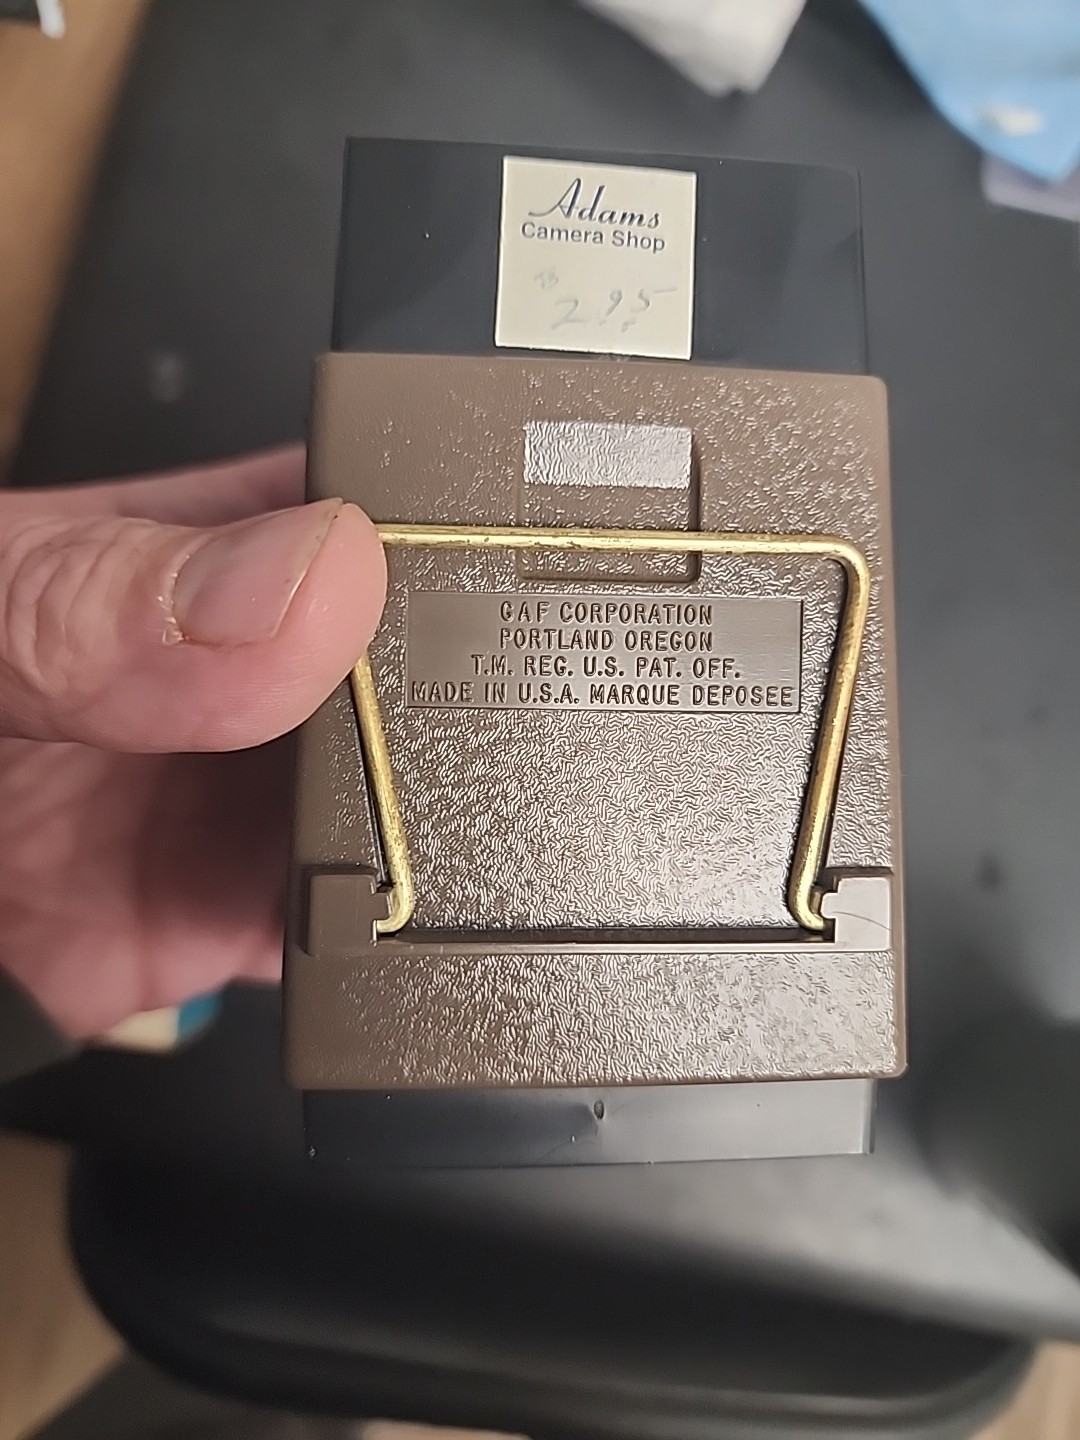 Adams
Camera Shop
$2.95
GAF CORPORATION
PORTLAND OREGON
T.M. REG. U.S. PAT. OFF.
MADE IN U.S.A. MARQUE DEPOSEE